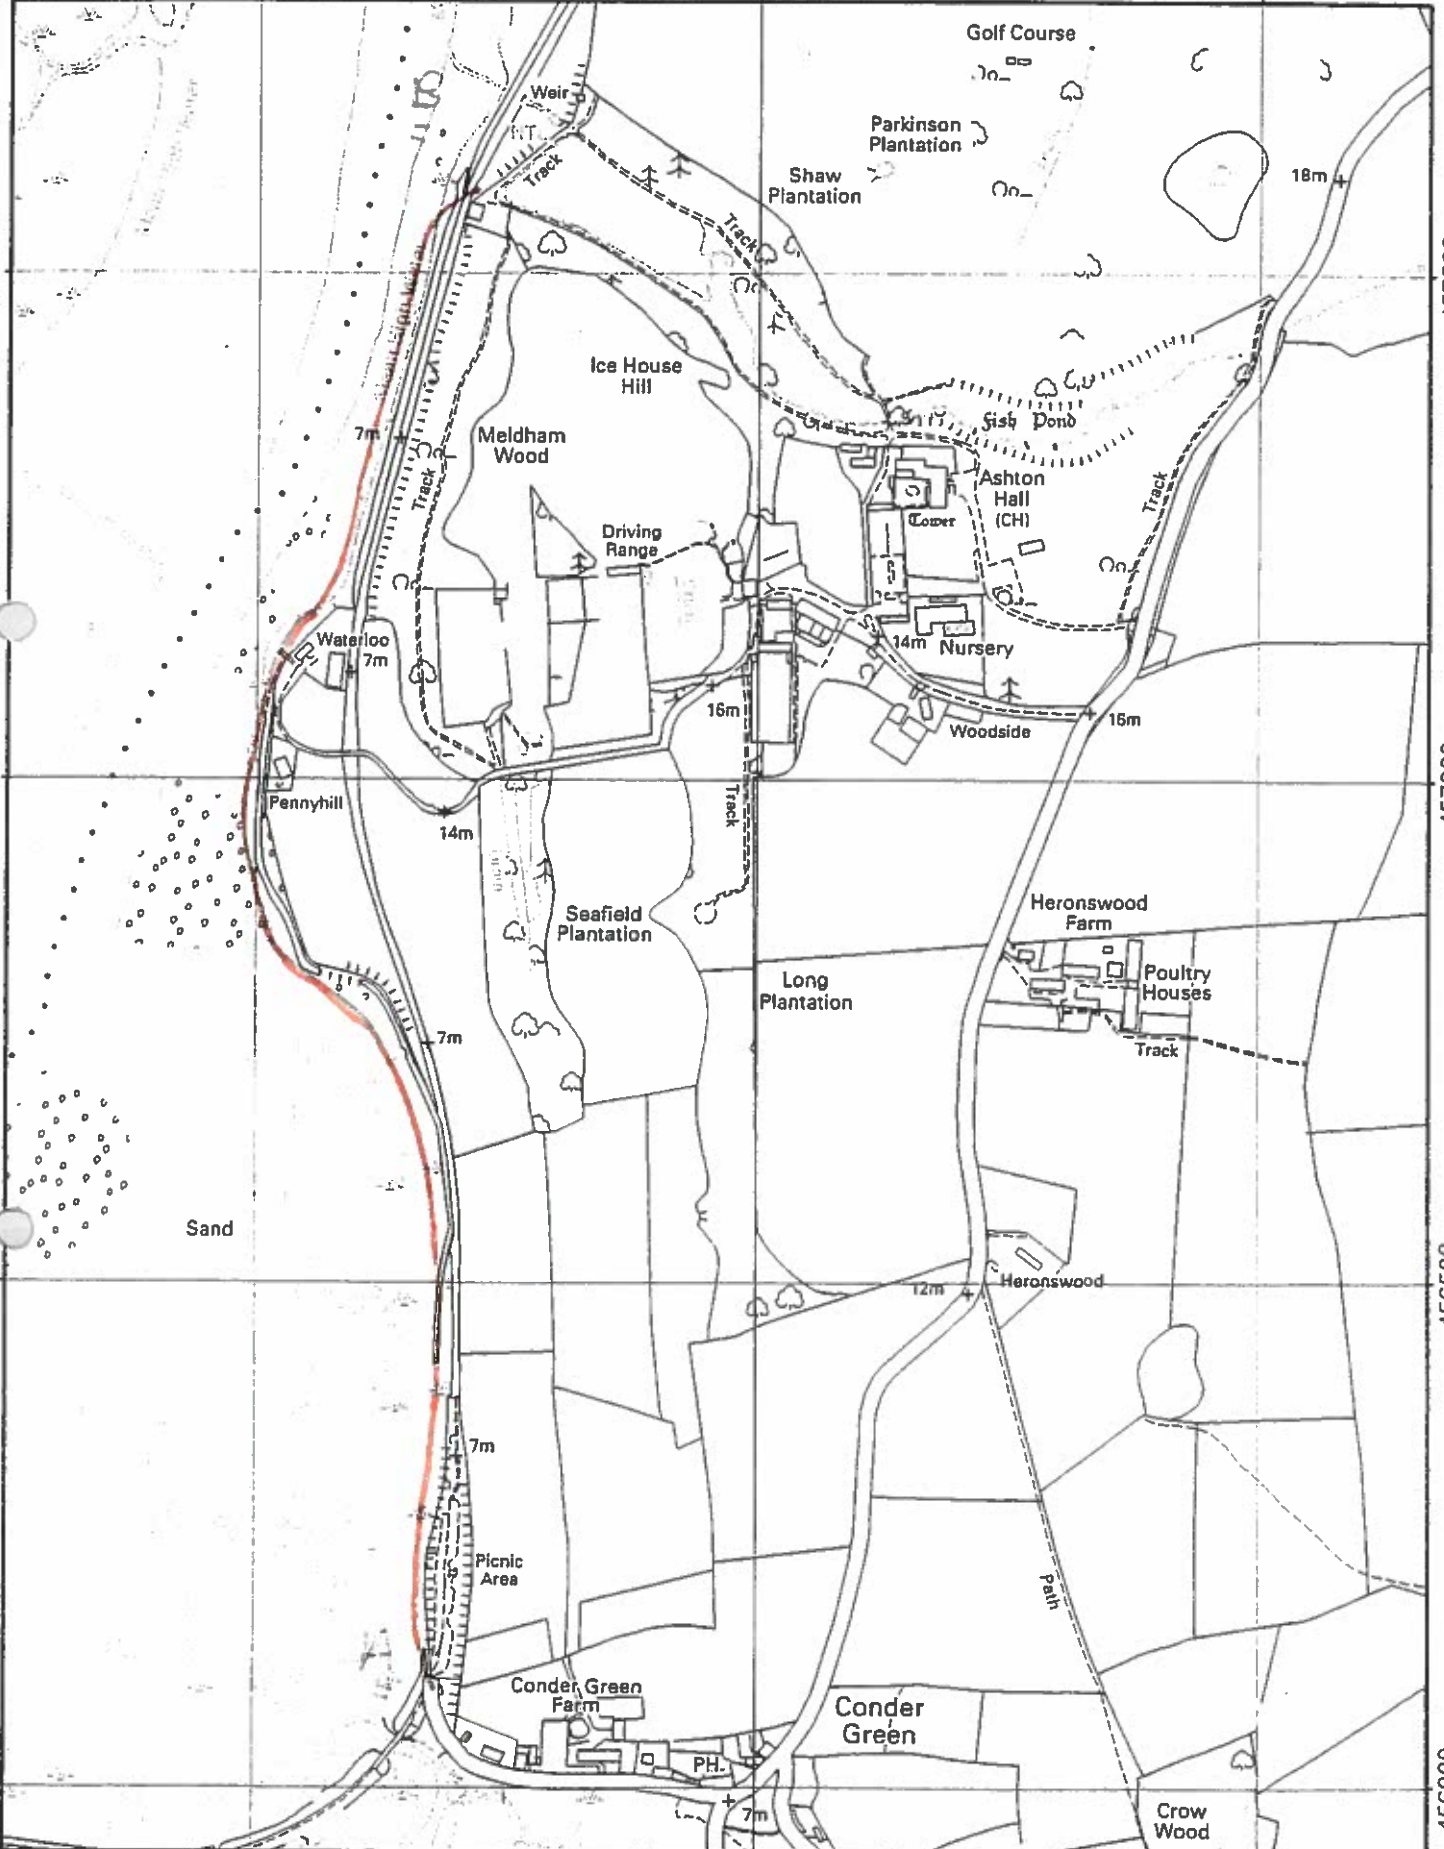 Golf Course
Weir
Parkinson
Plantation
Track
Shaw
Plantation
18m
Track
Ice House
Hill
Fish Pond
7m
Meldham
Wood
Track
Ashton
Hall
(CH)
Track
Tower
Driving
Range
Waterloo
7m
14m
Nursery
16m
16m
Woodside
Pennyhill
Track
14m
Seafield
Plantation
Heronswood
Farm
Long
Plantation
Poultry
Houses
7m
Track
Sand
Heronswood
12m
7m
Picnic
Area
Path
Conder Green
Farm
Conder
Green
PH
7m
Crow
Wood